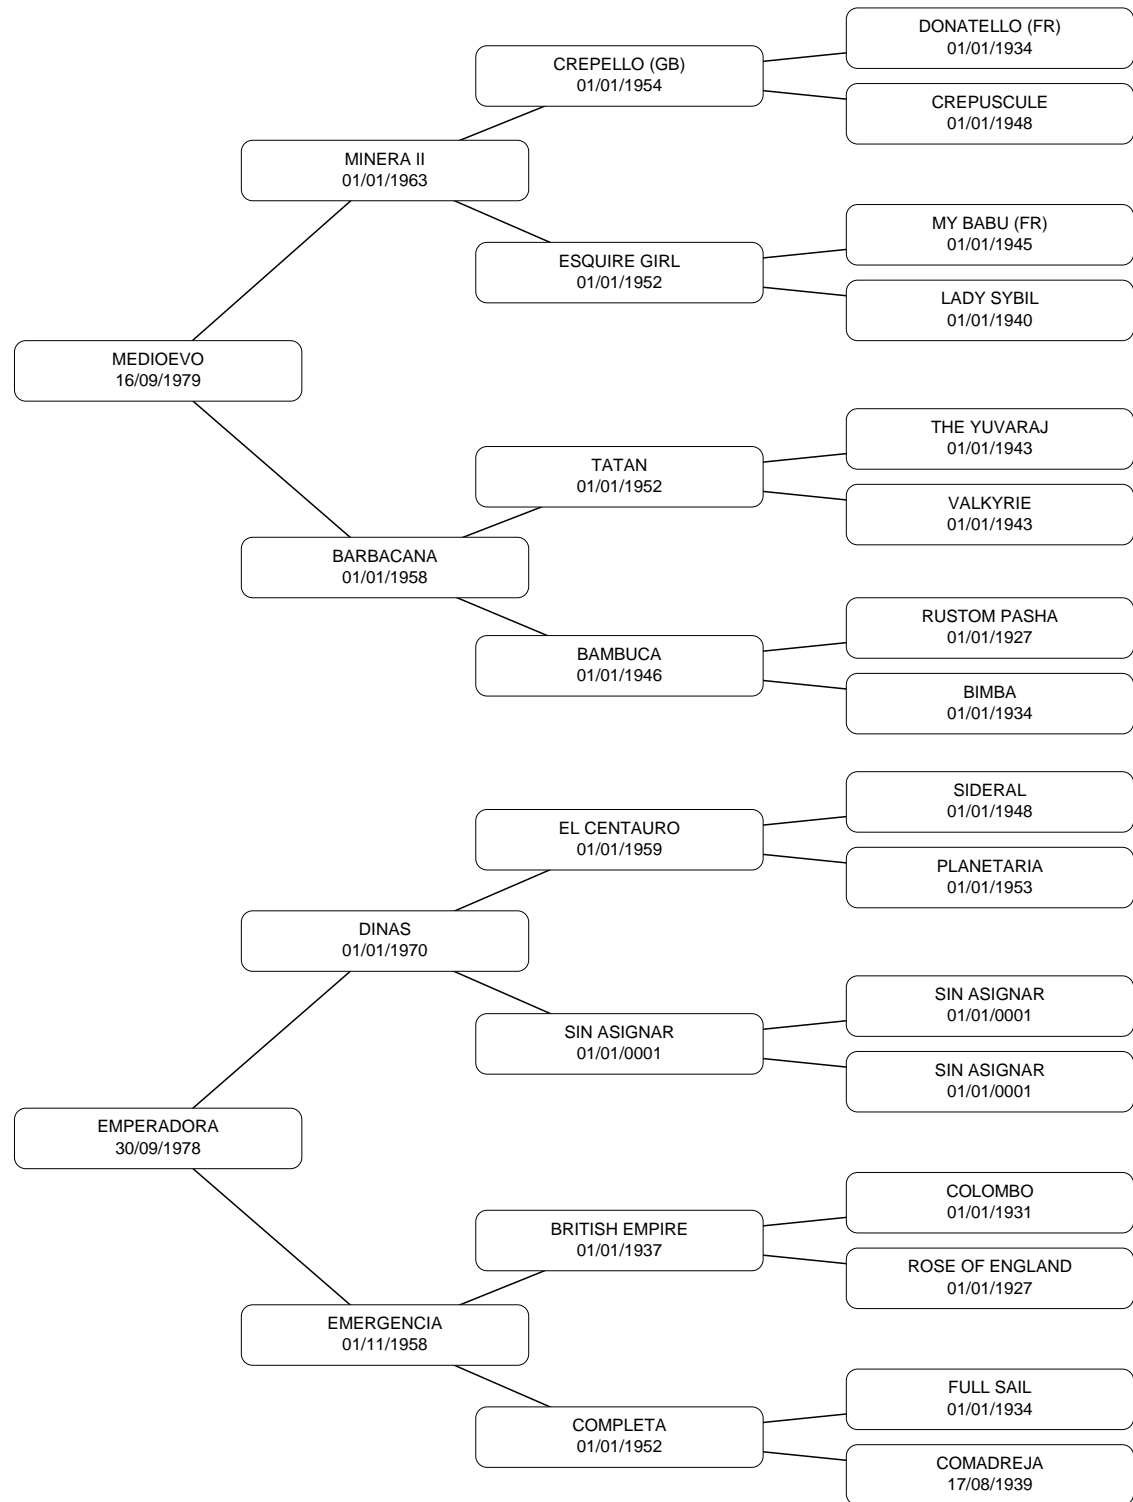 DONATELLO (FR)
01/01/1934
CREPELLO (GB)
01/01/1954
CREPUSCULE
01/01/1948
MINERA II
01/01/1963
MY BABU (FR)
01/01/1945
ESQUIRE GIRL
01/01/1952
LADY SYBIL
01/01/1940
MEDIOEVO
16/09/1979
THE YUVARAJ
01/01/1943
TATAN
01/01/1952
VALKYRIE
01/01/1943
BARBACANA
01/01/1958
RUSTOM PASHA
01/01/1927
BAMBUCA
01/01/1946
BIMBA
01/01/1934
SIDERAL
01/01/1948
EL CENTAURO
01/01/1959
PLANETARIA
01/01/1953
DINAS
01/01/1970
SIN ASIGNAR
01/01/0001
SIN ASIGNAR
01/01/0001
SIN ASIGNAR
01/01/0001
EMPERADORA
30/09/1978
COLOMBO
01/01/1931
BRITISH EMPIRE
01/01/1937
ROSE OF ENGLAND
01/01/1927
EMERGENCIA
01/11/1958
FULL SAIL
01/01/1934
COMPLETA
01/01/1952
COMADREJA
17/08/1939